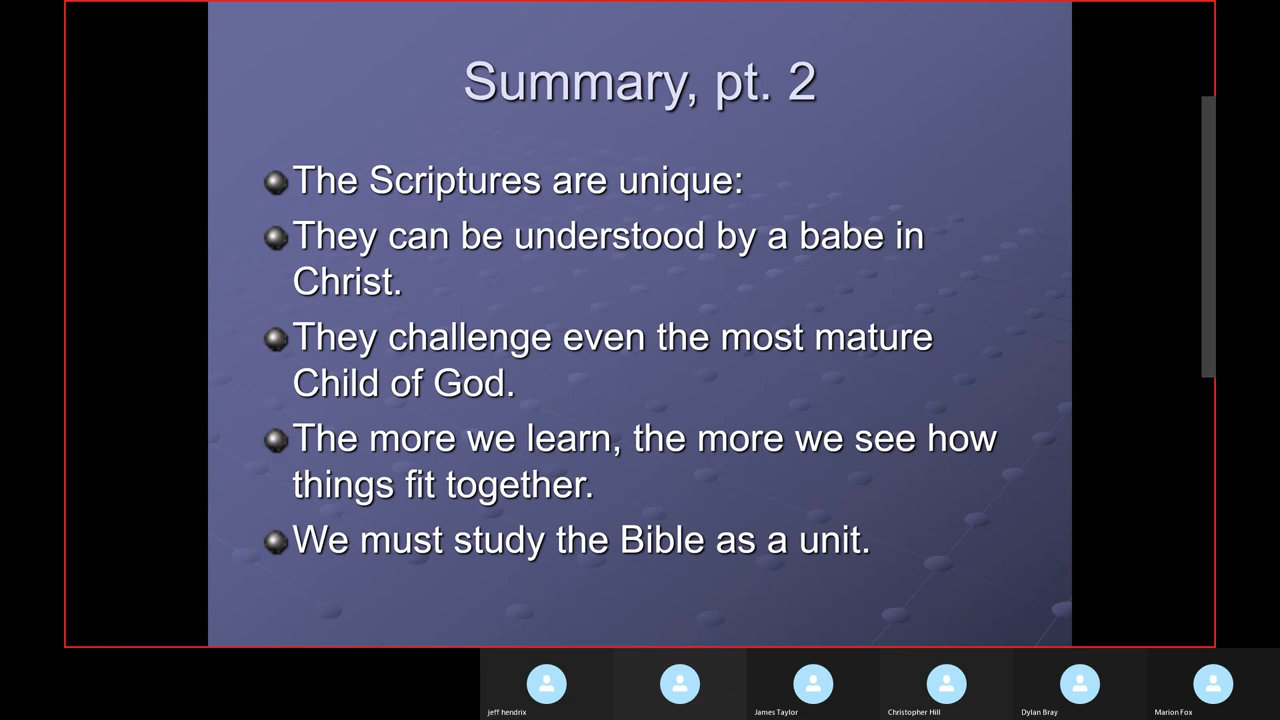 Summary, pt. 2
The Scriptures are unique:
They can be understood by a babe in
Christ.
They challenge even the most mature
Child of God.
The more we learn, the more we see how
things fit together.
We must study the Bible as a unit.
jeff hendrix
James Taylor
Christopher Hill
Dylan Bray
Marion Fox